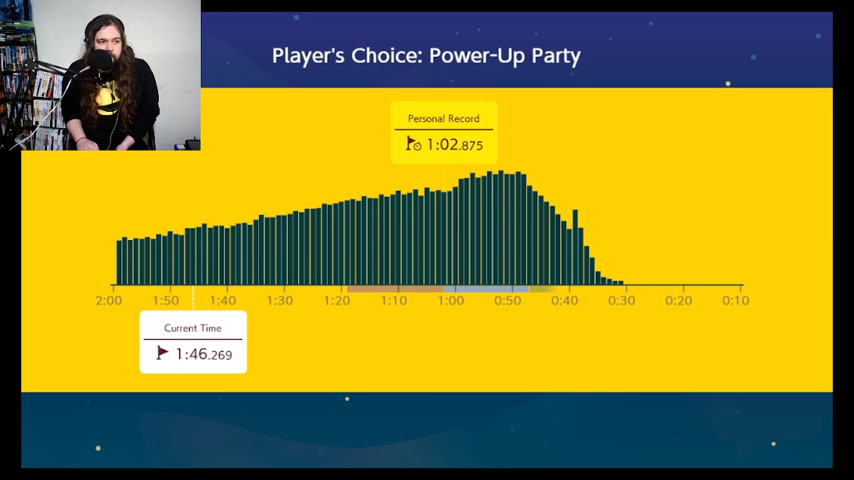 Player's Choice: Power-Up Party
Personal Record
1:02.875
2:00 1:50 1:40 1:30 1:20 1:10 1:00 0:50 0:40 0:30 0:20 0:10
Current Time
1:46.269